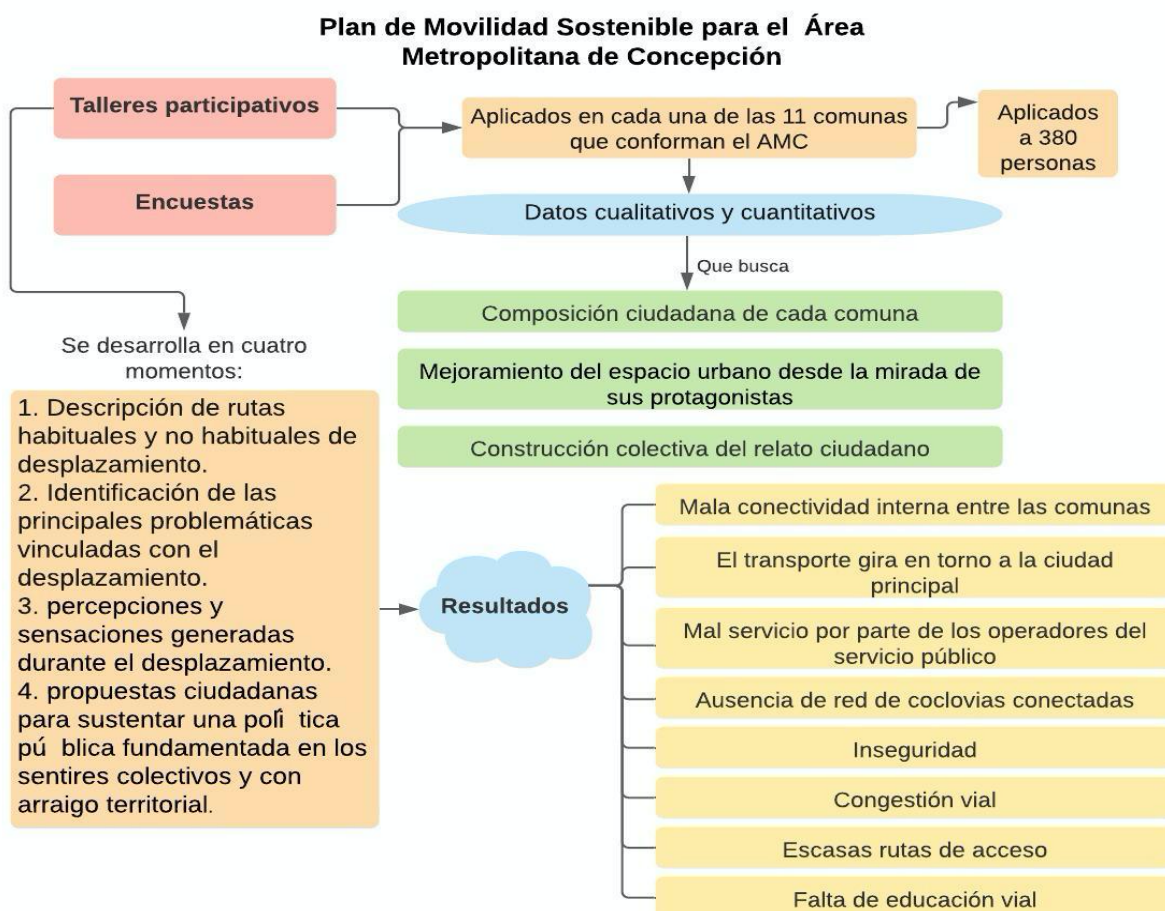 Plan de Movilidad Sostenible para el Área
Metropolitana de Concepción
Talleres participativos
Encuestas
Aplicados en cada una de las 11 comunas
que conforman el AMC
Aplicados
a 380
personas
Datos cualitativos y cuantitativos
Que busca
Composición ciudadana de cada comuna
Mejoramiento del espacio urbano desde la mirada de
sus protagonistas
Construcción colectiva del relato ciudadano
Se desarrolla en cuatro
momentos:
1. Descripción de rutas
habituales y no habituales de
desplazamiento.
2. Identificación de las
principales problemáticas
vinculadas con el
desplazamiento.
3. percepciones y
sensaciones generadas
durante el desplazamiento.
4. propuestas ciudadanas
para sustentar una polí tica
pú blica fundamentada en los
sentires colectivos y con
arraigo territorial.
Resultados
Mala conectividad interna entre las comunas
El transporte gira en torno a la ciudad
principal
Mal servicio por parte de los operadores del
servicio público
Ausencia de red de coclovias conectadas
Inseguridad
Congestión vial
Escasas rutas de acceso
Falta de educación vial